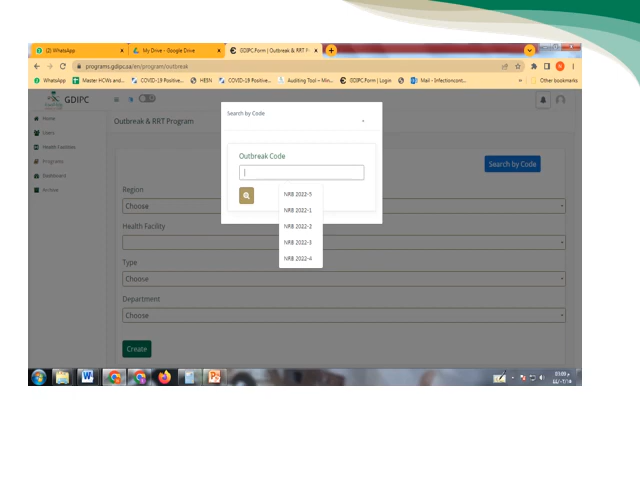 (2) WhatsApp
My Drive - Google Drive
GDIPC.Form | Outbreak & RRT P
programs.gdipc.sa/en/program/outbreak
WhatsApp
Master HCWs and...
COVID-19 Positive...
HESN
COVID-19 Positive...
Auditing Tool – Min...
GDIPC.Form | Login
Mail - Infectioncont...
»
Other bookmarks
GDIPC
Search by Code
Home
Users
Health Facilities
Programs
Dashboard
Archive
Outbreak & RRT Program
Outbreak Code
Search by Code
NRB 2022-5
NRB 2022-1
NRB 2022-2
NRB 2022-3
NRB 2022-4
Region
Choose
Health Facility
Type
Choose
Department
Choose
Create